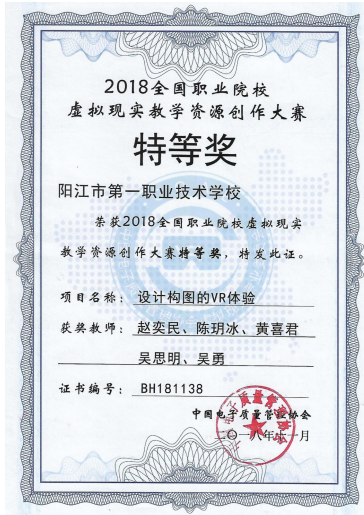 2018全国职业院校
虚拟现实教学资源创作大赛
特等奖
阳江市第一职业技术学校
荣获2018全国职业院校虚拟现实
教学资源创作大赛特等奖，特发此证。
项目名称：设计构图的VR体验
获奖教师：赵奕民、陈玥冰、黄喜君
吴思明、吴勇
证书编号：BH181138
中国电子质量管理协会
二〇一八年十一月